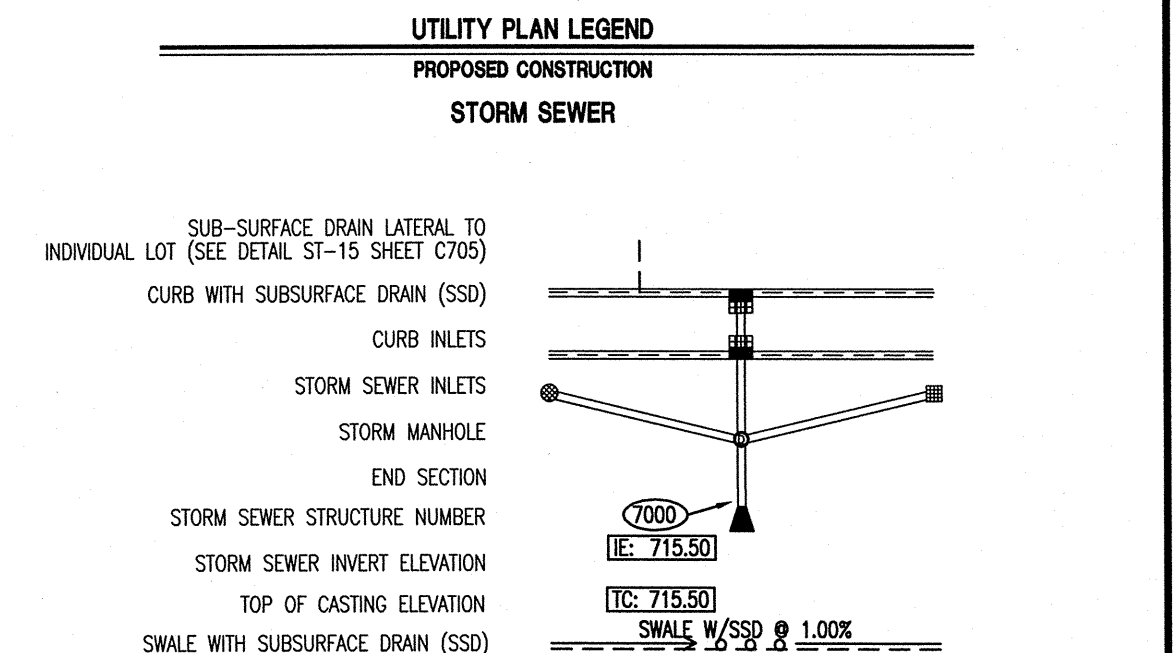 UTILITY PLAN LEGEND
PROPOSED CONSTRUCTION
STORM SEWER
SUB-SURFACE DRAIN LATERAL TO
INDIVIDUAL LOT (SEE DETAIL ST-15 SHEET C705)
CURB WITH SUBSURFACE DRAIN (SSD)
CURB INLETS
STORM SEWER INLETS
STORM MANHOLE
END SECTION
STORM SEWER STRUCTURE NUMBER
7000
STORM SEWER INVERT ELEVATION
IE: 715.50
TOP OF CASTING ELEVATION
TC: 715.50
SWALE WITH SUBSURFACE DRAIN (SSD)
SWALE W/SSD @ 1.00%